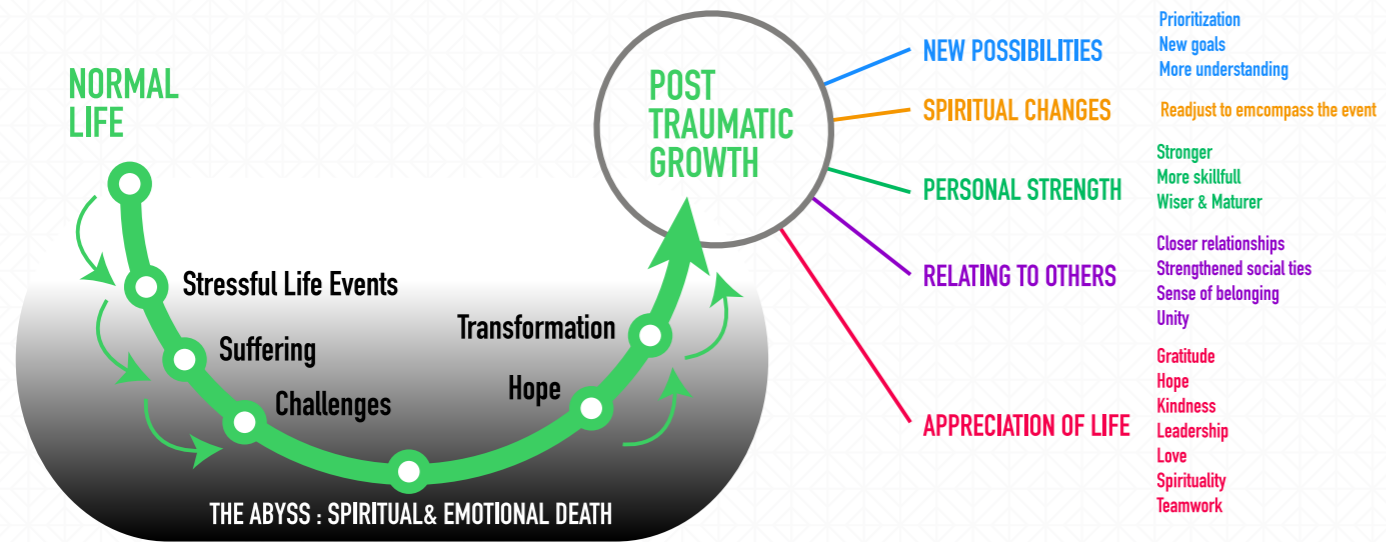 NORMAL
LIFE
Stressful Life Events
Suffering
Challenges
THE ABYSS : SPIRITUAL& EMOTIONAL DEATH
Hope
Transformation
POST
TRAUMATIC
GROWTH
NEW POSSIBILITIES
Prioritization
New goals
More understanding
SPIRITUAL CHANGES
Readjust to emcompass the event
PERSONAL STRENGTH
Stronger
More skillfull
Wiser & Maturer
RELATING TO OTHERS
Closer relationships
Strengthened social ties
Sense of belonging
Unity
APPRECIATION OF LIFE
Gratitude
Hope
Kindness
Leadership
Love
Spirituality
Teamwork